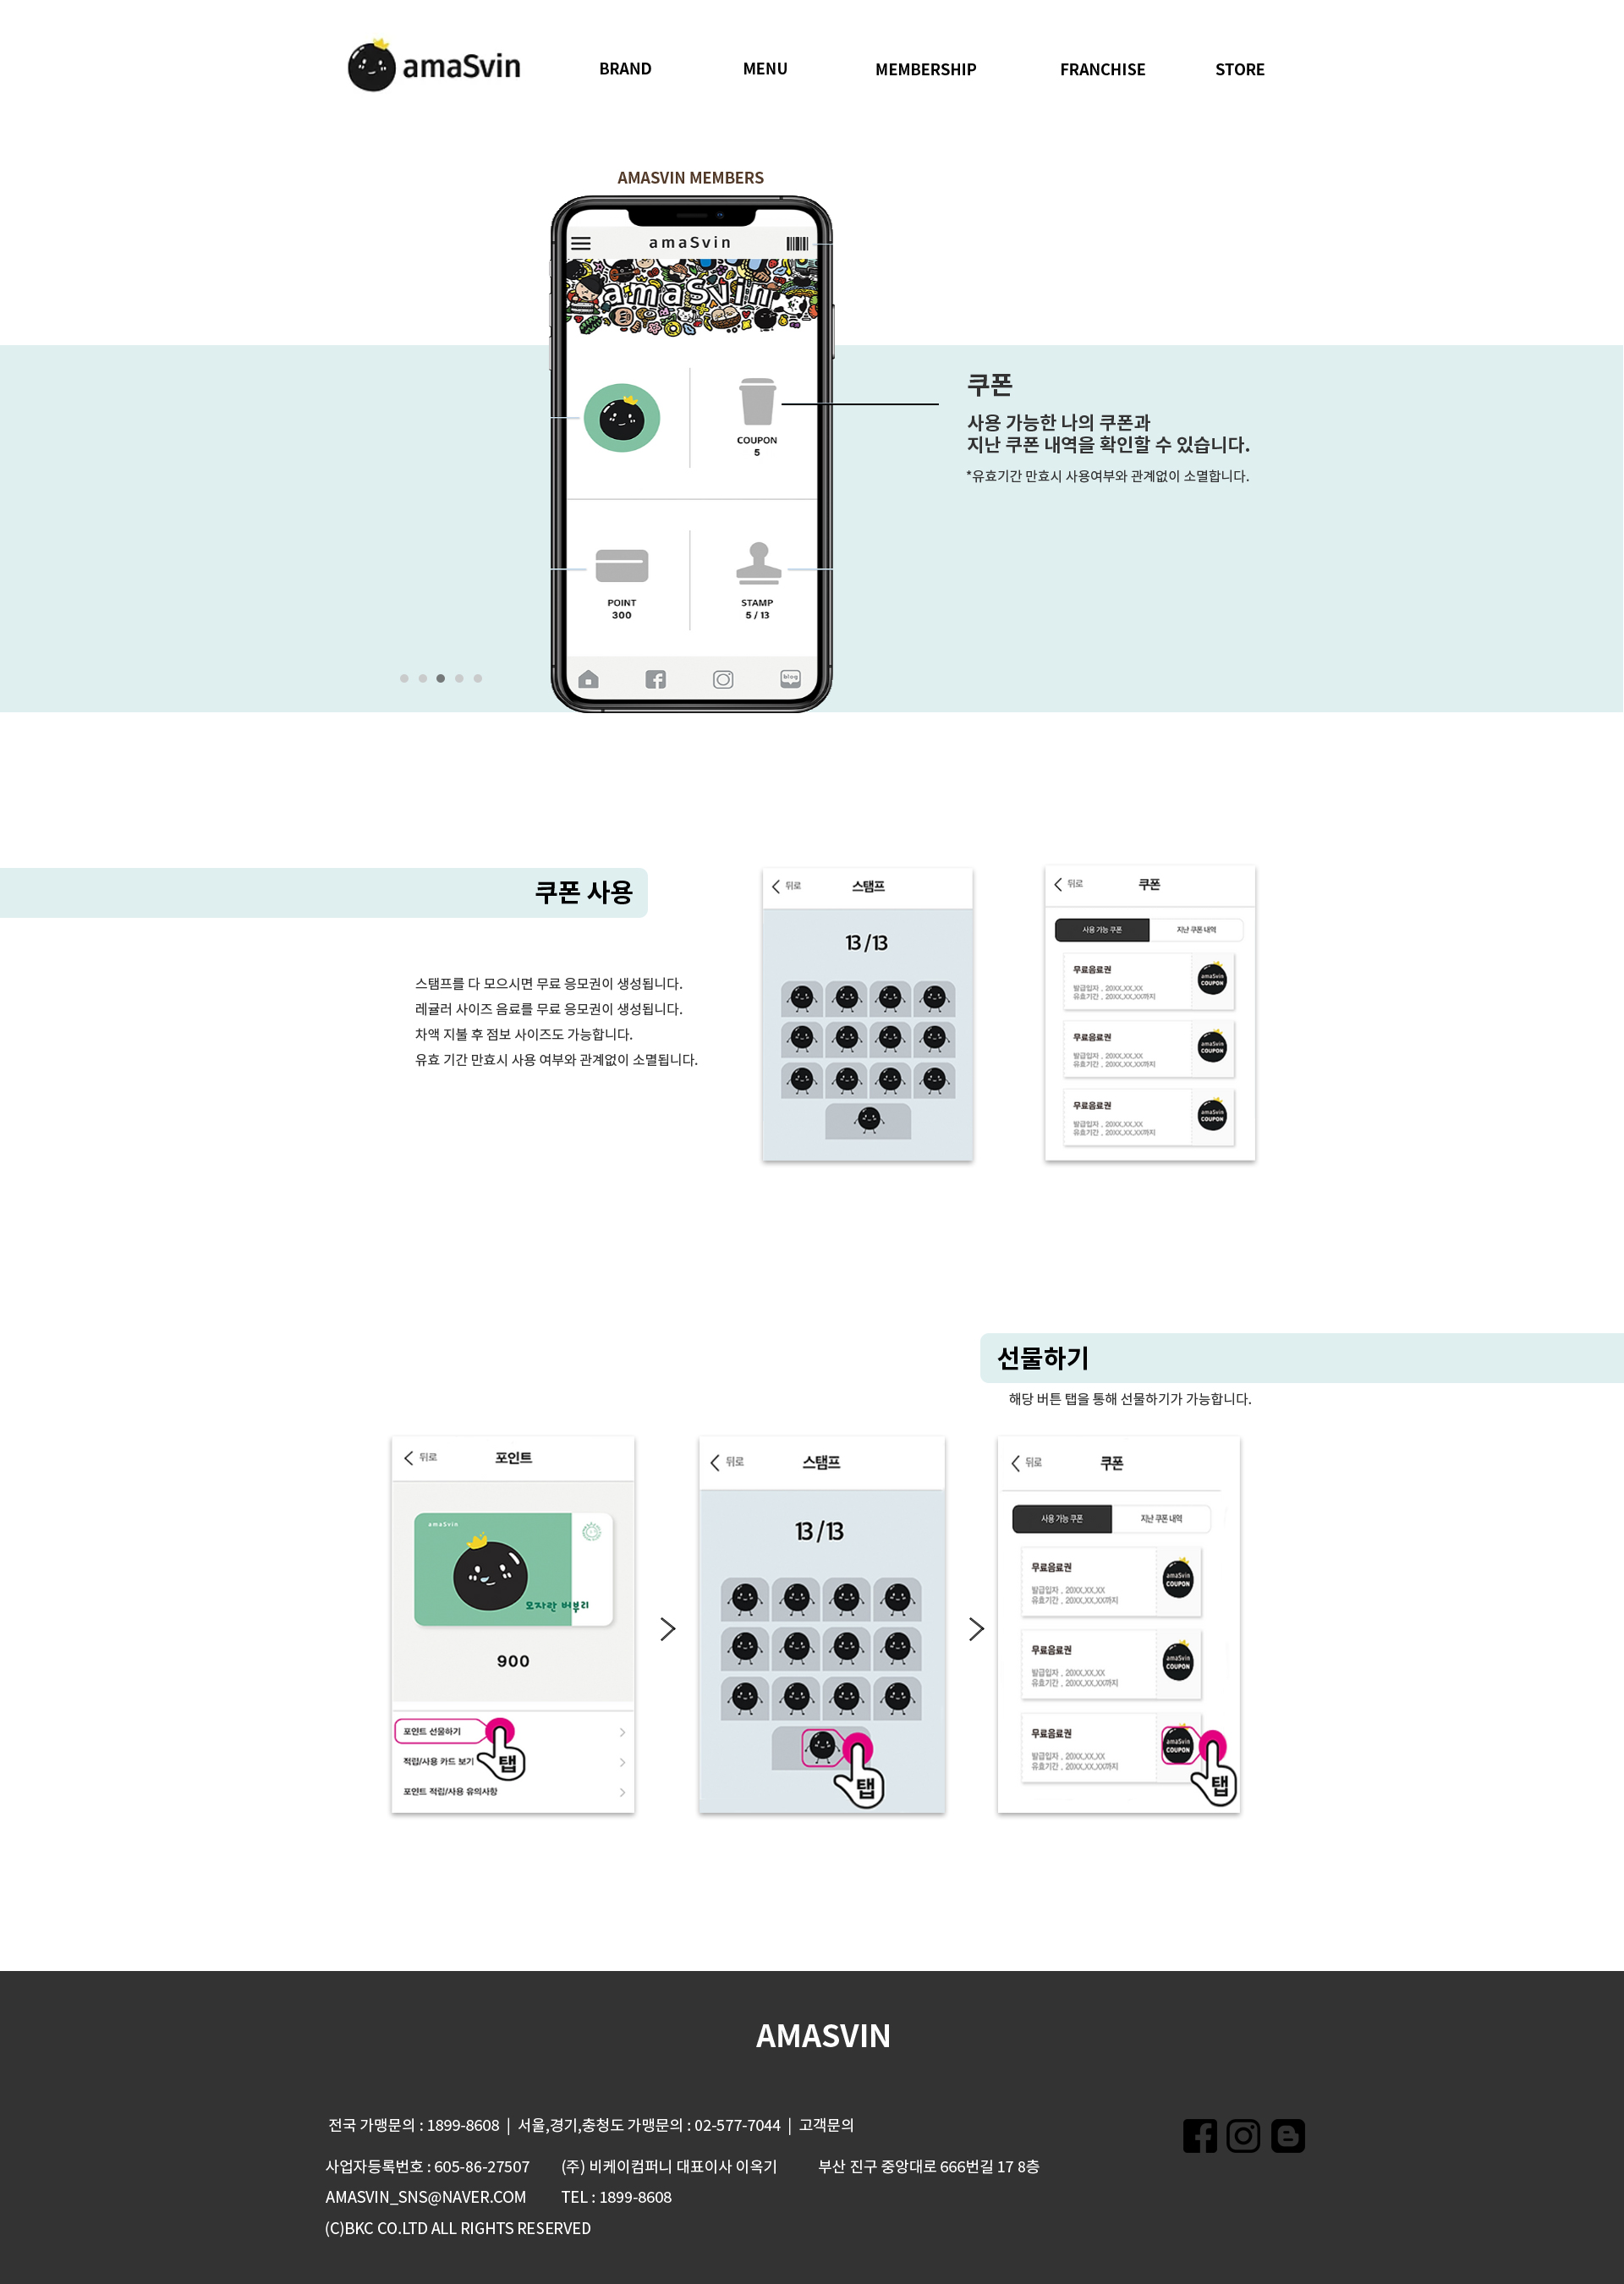 amaSvin
BRAND
MENU
MEMBERSHIP
FRANCHISE
STORE
AMASVIN MEMBERS
amaSvin
amaSvin
COUPON
5
POINT
300
STAMP
5 / 13
blog
쿠폰
사용 가능한 나의 쿠폰과
지난 쿠폰 내역을 확인할 수 있습니다.
*유효기간 만효시 사용여부와 관계없이 소멸합니다.
쿠폰 사용
스탬프를 다 모으시면 무료 응모권이 생성됩니다.
레귤러 사이즈 음료를 무료 응모권이 생성됩니다.
차액 지불 후 점보 사이즈도 가능합니다.
유효 기간 만효시 사용 여부와 관계없이 소멸됩니다.
뒤로
스탬프
13 / 13
뒤로
쿠폰
사용 가능 쿠폰
지난 쿠폰 내역
무료음료권
발급입자 . 20XX.XX.XX
유효기간 . 20XX.XX.XX까지
amaSvin
COUPON
무료음료권
발급입자 . 20XX.XX.XX
유효기간 . 20XX.XX.XX까지
amaSvin
COUPON
무료음료권
발급입자 . 20XX.XX.XX
유효기간 . 20XX.XX.XX까지
amaSvin
COUPON
선물하기
해당 버튼 탭을 통해 선물하기가 가능합니다.
뒤로
포인트
amaSvin
모자란 버블리
900
포인트 선물하기
적립/사용 카드 보기
포인트 적립/사용 유의사항
탭
뒤로
스탬프
13 / 13
탭
뒤로
쿠폰
사용 가능 쿠폰
지난 쿠폰 내역
무료음료권
발급입자 . 20XX.XX.XX
유효기간 . 20XX.XX.XX까지
amaSvin
COUPON
무료음료권
발급입자 . 20XX.XX.XX
유효기간 . 20XX.XX.XX까지
amaSvin
COUPON
무료음료권
발급입자 . 20XX.XX.XX
유효기간 . 20XX.XX.XX까지
amaSvin
COUPON
탭
AMASVIN
전국 가맹문의 : 1899-8608 | 서울,경기,충청도 가맹문의 : 02-577-7044 | 고객문의
사업자등록번호 : 605-86-27507 (주) 비케이컴퍼니 대표이사 이옥기 부산 진구 중앙대로 666번길 17 8층
AMASVIN_SNS@NAVER.COM TEL : 1899-8608
(C)BKC CO.LTD ALL RIGHTS RESERVED